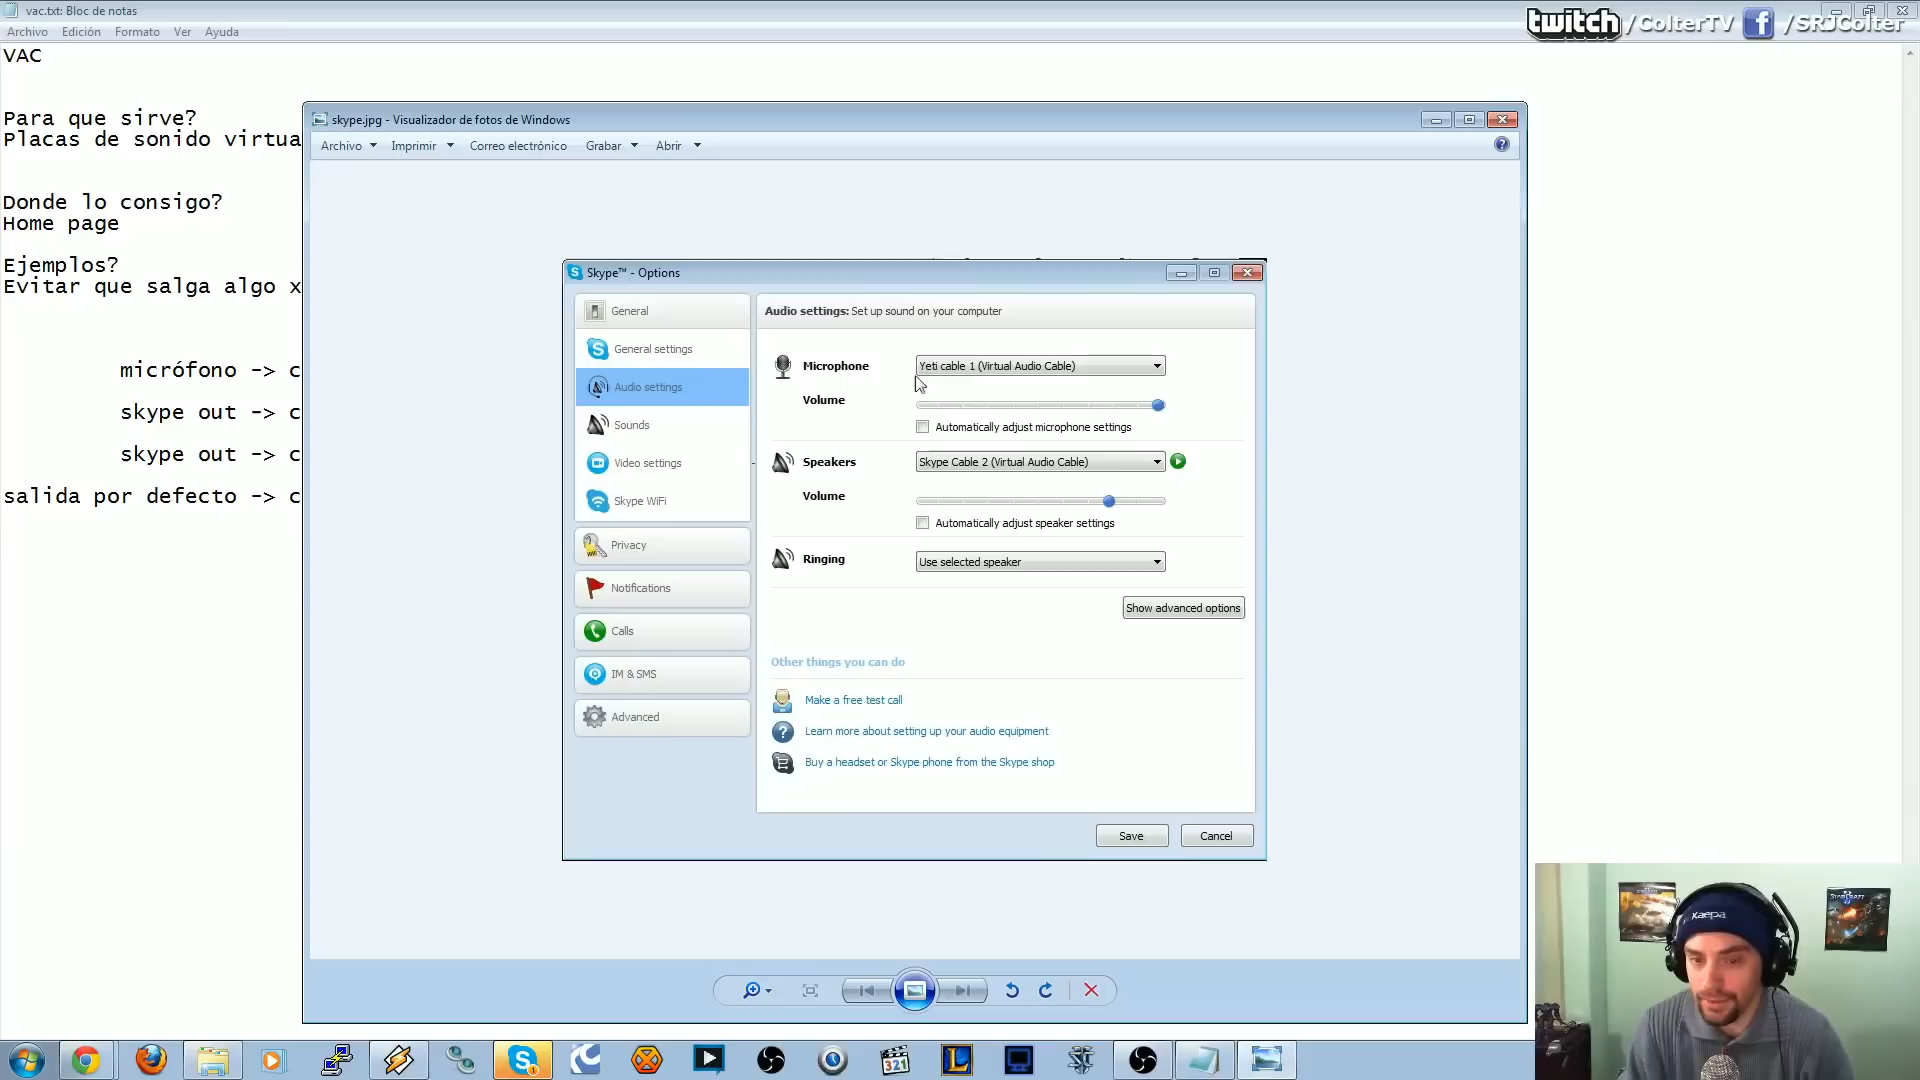 vac.txt: Bloc de notas
Archivo Edición Formato Ver Ayuda
twitch /ColterTV f /SRJColter
VAC
Para que sirve?
Placas de sonido virtua
Donde lo consigo?
Home page
Ejemplos?
Evitar que salga algo x
micrófono -> c
skype out -> c
skype out -> c
salida por defecto -> c
skype.jpg - Visualizador de fotos de Windows
Archivo Imprimir Correo electrónico Grabar Abrir
Skype™ - Options
General
General settings
Audio settings
Sounds
Video settings
Skype WiFi
Privacy
Notifications
Calls
IM & SMS
Advanced
Audio settings: Set up sound on your computer
Microphone Yeti cable 1 (Virtual Audio Cable)
Volume
Automatically adjust microphone settings
Speakers Skype Cable 2 (Virtual Audio Cable)
Volume
Automatically adjust speaker settings
Ringing Use selected speaker
Show advanced options
Other things you can do
Make a free test call
Learn more about setting up your audio equipment
Buy a headset or Skype phone from the Skype shop
Save Cancel
xaepa
STARCRAFT
321